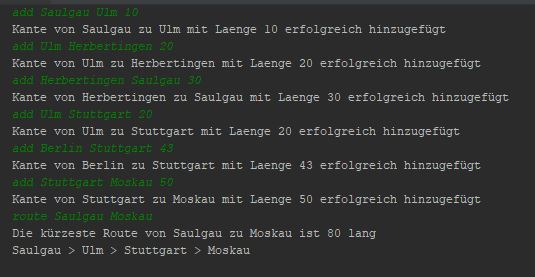 add Saulgau Ulm 10
Kante von Saulgau zu Ulm mit Laenge 10 erfolgreich hinzugefügt
add Ulm Herbertingen 20
Kante von Ulm zu Herbertingen mit Laenge 20 erfolgreich hinzugefügt
add Herbertingen Saulgau 30
Kante von Herbertingen zu Saulgau mit Laenge 30 erfolgreich hinzugefügt
add Ulm Stuttgart 20
Kante von Ulm zu Stuttgart mit Laenge 20 erfolgreich hinzugefügt
add Berlin Stuttgart 43
Kante von Berlin zu Stuttgart mit Laenge 43 erfolgreich hinzugefügt
add Stuttgart Moskau 50
Kante von Stuttgart zu Moskau mit Laenge 50 erfolgreich hinzugefügt
route Saulgau Moskau
Die kürzeste Route von Saulgau zu Moskau ist 80 lang
Saulgau > Ulm > Stuttgart > Moskau